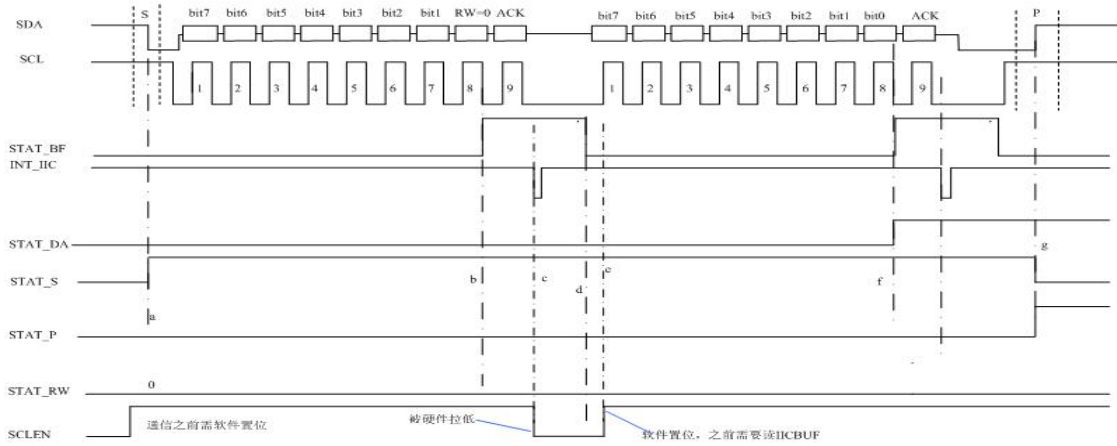 S bit7 bit6 bit5 bit4 bit3 bit2 bit1 RW=0 ACK bit7 bit6 bit5 bit4 bit3 bit2 bit1 bit0 ACK P
SDA
SCL
1 2 3 4 5 6 7 8 9 1 2 3 4 5 6 7 8 9
STAT_BF
INT_IIC
STAT_DA
g
e
STAT_S
b c d f
a
STAT_P
0
STAT_RW
通信之前需软件置位
被硬件拉低
软件置位，之前需要读IICBUF
SCLEN